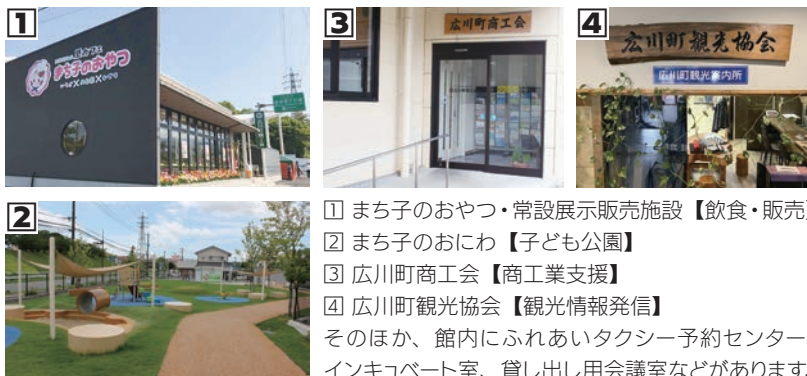 1
まち子のおやつ
3
広川町商工会
4
広川町観光協会
広川町観光案内所
2
1 まち子のおやつ・常設展示販売施設【飲食・販売】
2 まち子のおにわ【子ども公園】
3 広川町商工会【商工業支援】
4 広川町観光協会【観光情報発信】
そのほか、館内にふれあいタクシー予約センター
インキュベート室、貸し出し用会議室などがあります